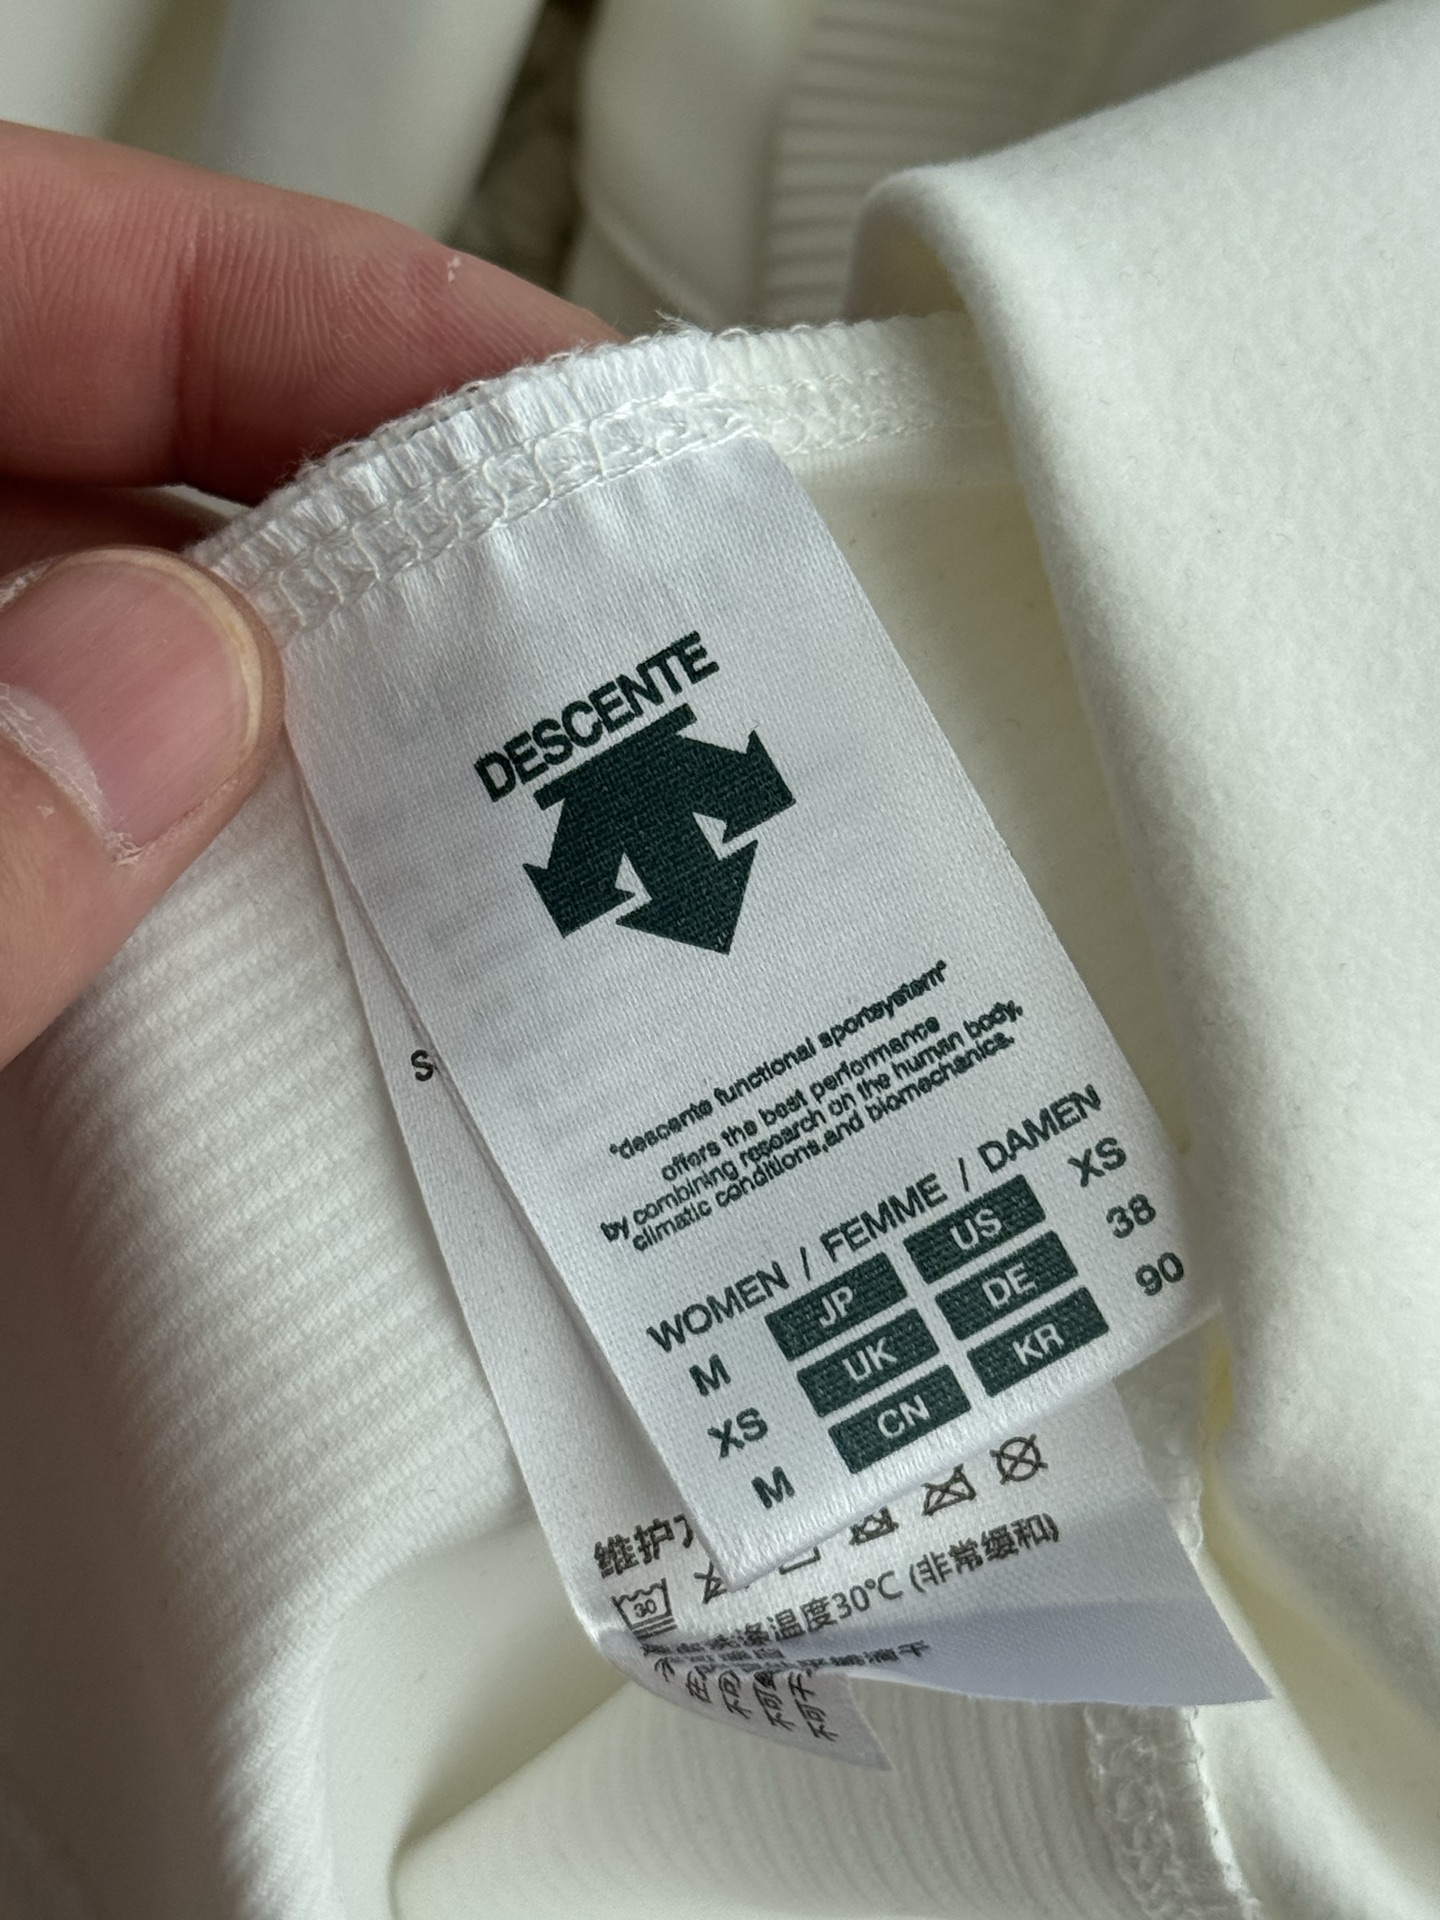 DESCENTE
"descente functional sportsystem"
offers the best performance
by combining research on the human body,
climatic conditions,and biomechanics.
WOMEN / FEMME / DAMEN
M JP US XS
XS UK DE 38
M CN KR 90
S
维护
30
温度30°C (非常缓和)